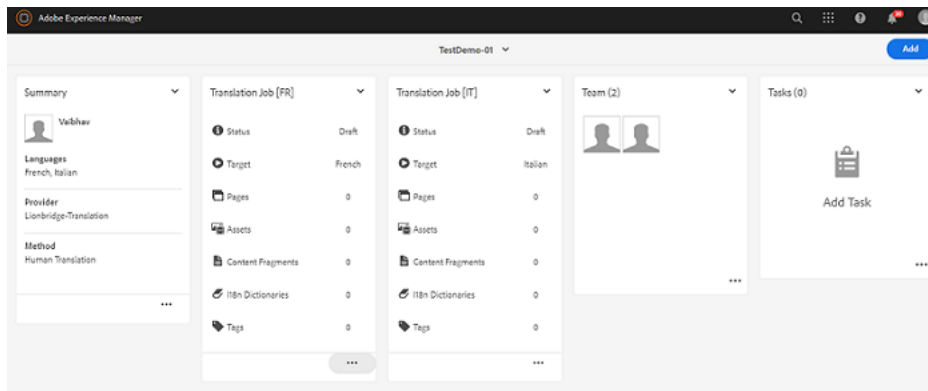 Adobe Experience Manager
TestDemo-01
Add
Summary
Vaibhav
Languages
French, Italian
Provider
Lionbridge-Translation
Method
Human Translation
Translation Job [FR]
Status Draft
Target French
Pages 0
Assets 0
Content Fragments 0
I18n Dictionaries 0
Tags 0
Translation Job [IT]
Status Draft
Target Italian
Pages 0
Assets 0
Content Fragments 0
I18n Dictionaries 0
Tags 0
Team (2)
Tasks (0)
Add Task